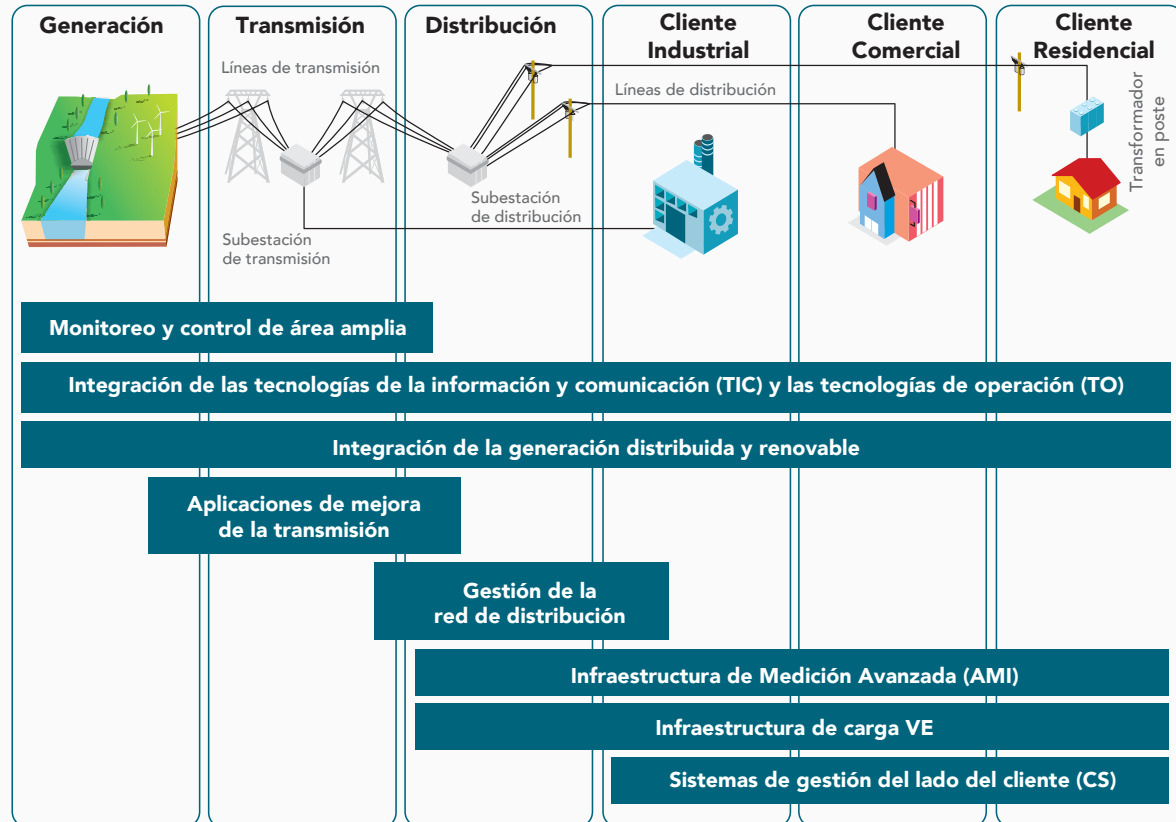 Generación
Transmisión
Distribución
Cliente
Industrial
Cliente
Comercial
Cliente
Residencial
Líneas de transmisión
Líneas de distribución
Transformador
en poste
Subestación
de distribución
Subestación
de transmisión
Monitoreo y control de área amplia
Integración de las tecnologías de la información y comunicación (TIC) y las tecnologías de operación (TO)
Integración de la generación distribuida y renovable
Aplicaciones de mejora
de la transmisión
Gestión de la
red de distribución
Infraestructura de Medición Avanzada (AMI)
Infraestructura de carga VE
Sistemas de gestión del lado del cliente (CS)